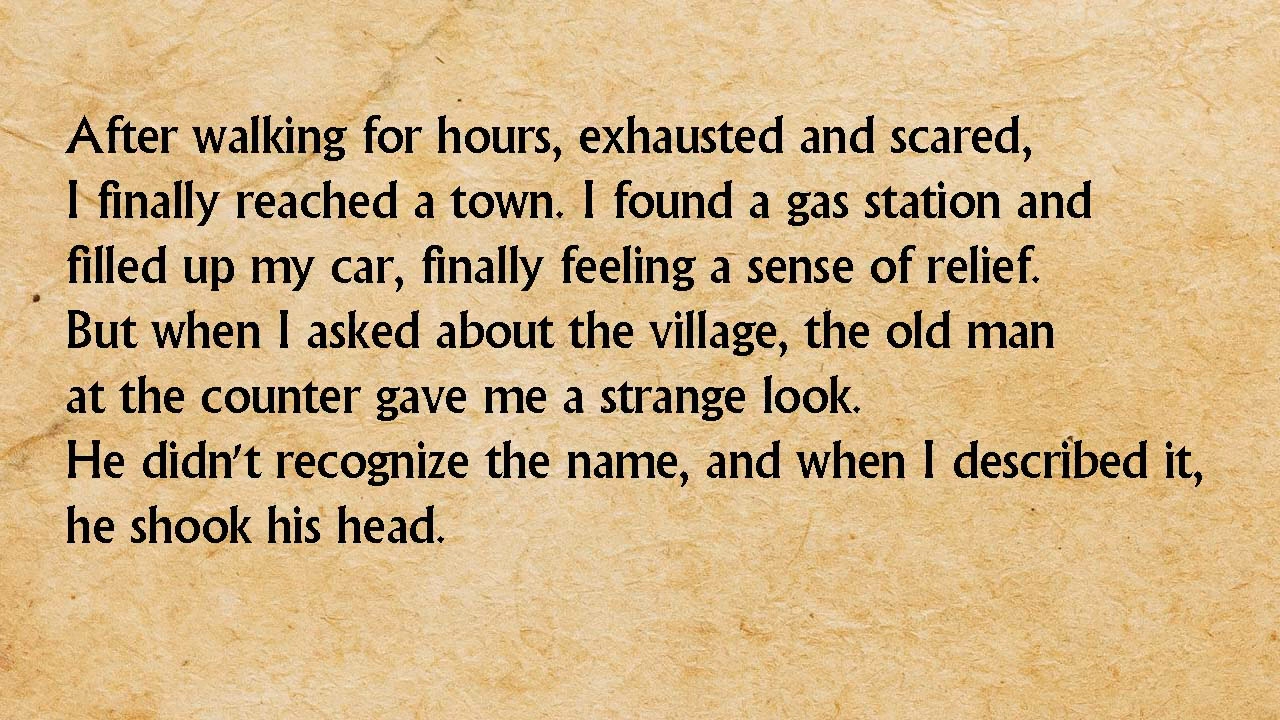 After walking for hours, exhausted and scared,
I finally reached a town. I found a gas station and
filled up my car, finally feeling a sense of relief.
But when I asked about the village, the old man
at the counter gave me a strange look.
He didn't recognize the name, and when I described it,
he shook his head.